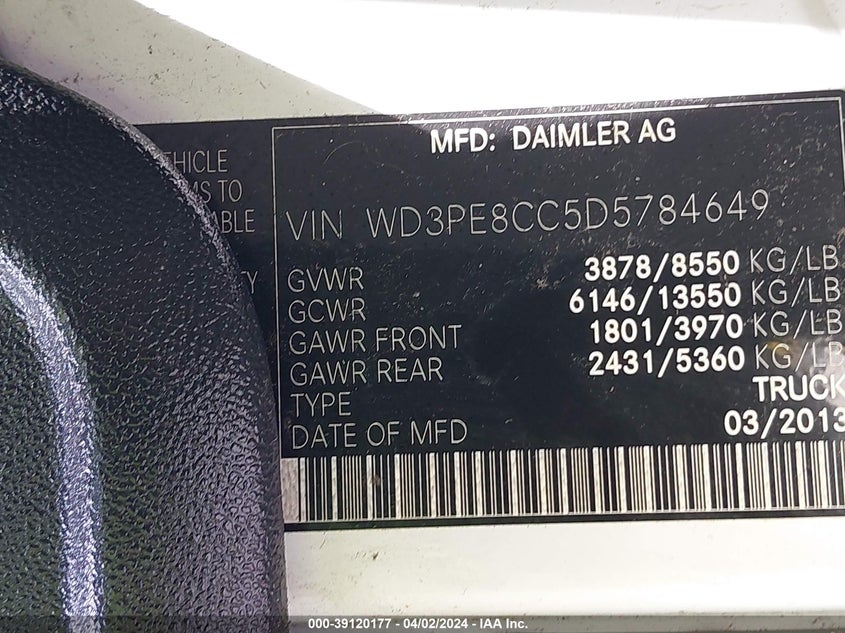 MFD: DAIMLER AG
VIN WD3PE8CC5D5784649
GVWR 3878/8550 KG/LB
GCWR 6146/13550 KG/LB
GAWR FRONT 1801/3970 KG/LB
GAWR REAR 2431/5360 KG/LB
TYPE TRUCK
DATE OF MFD 03/2013
TO
000-39120177 - 04/02/2024 - IAA Inc.